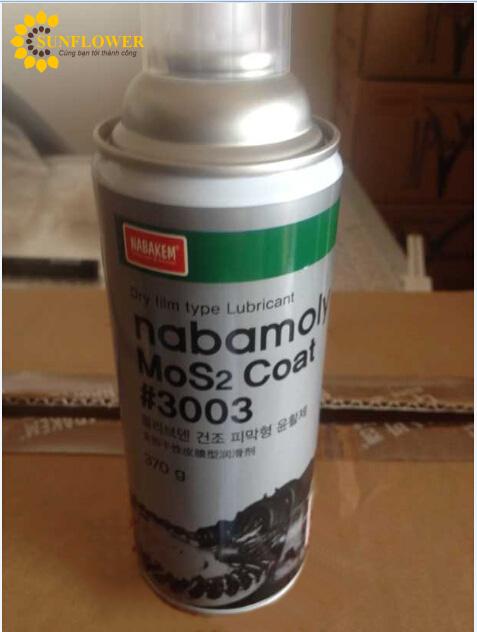 SUNFLOWER
Cùng bạn tới thành công
NABAKEM
Dry film type Lubricant
nabamoly
MoS2 Coat
#3003
몰리브덴 건조 피막형 윤활제
370 g